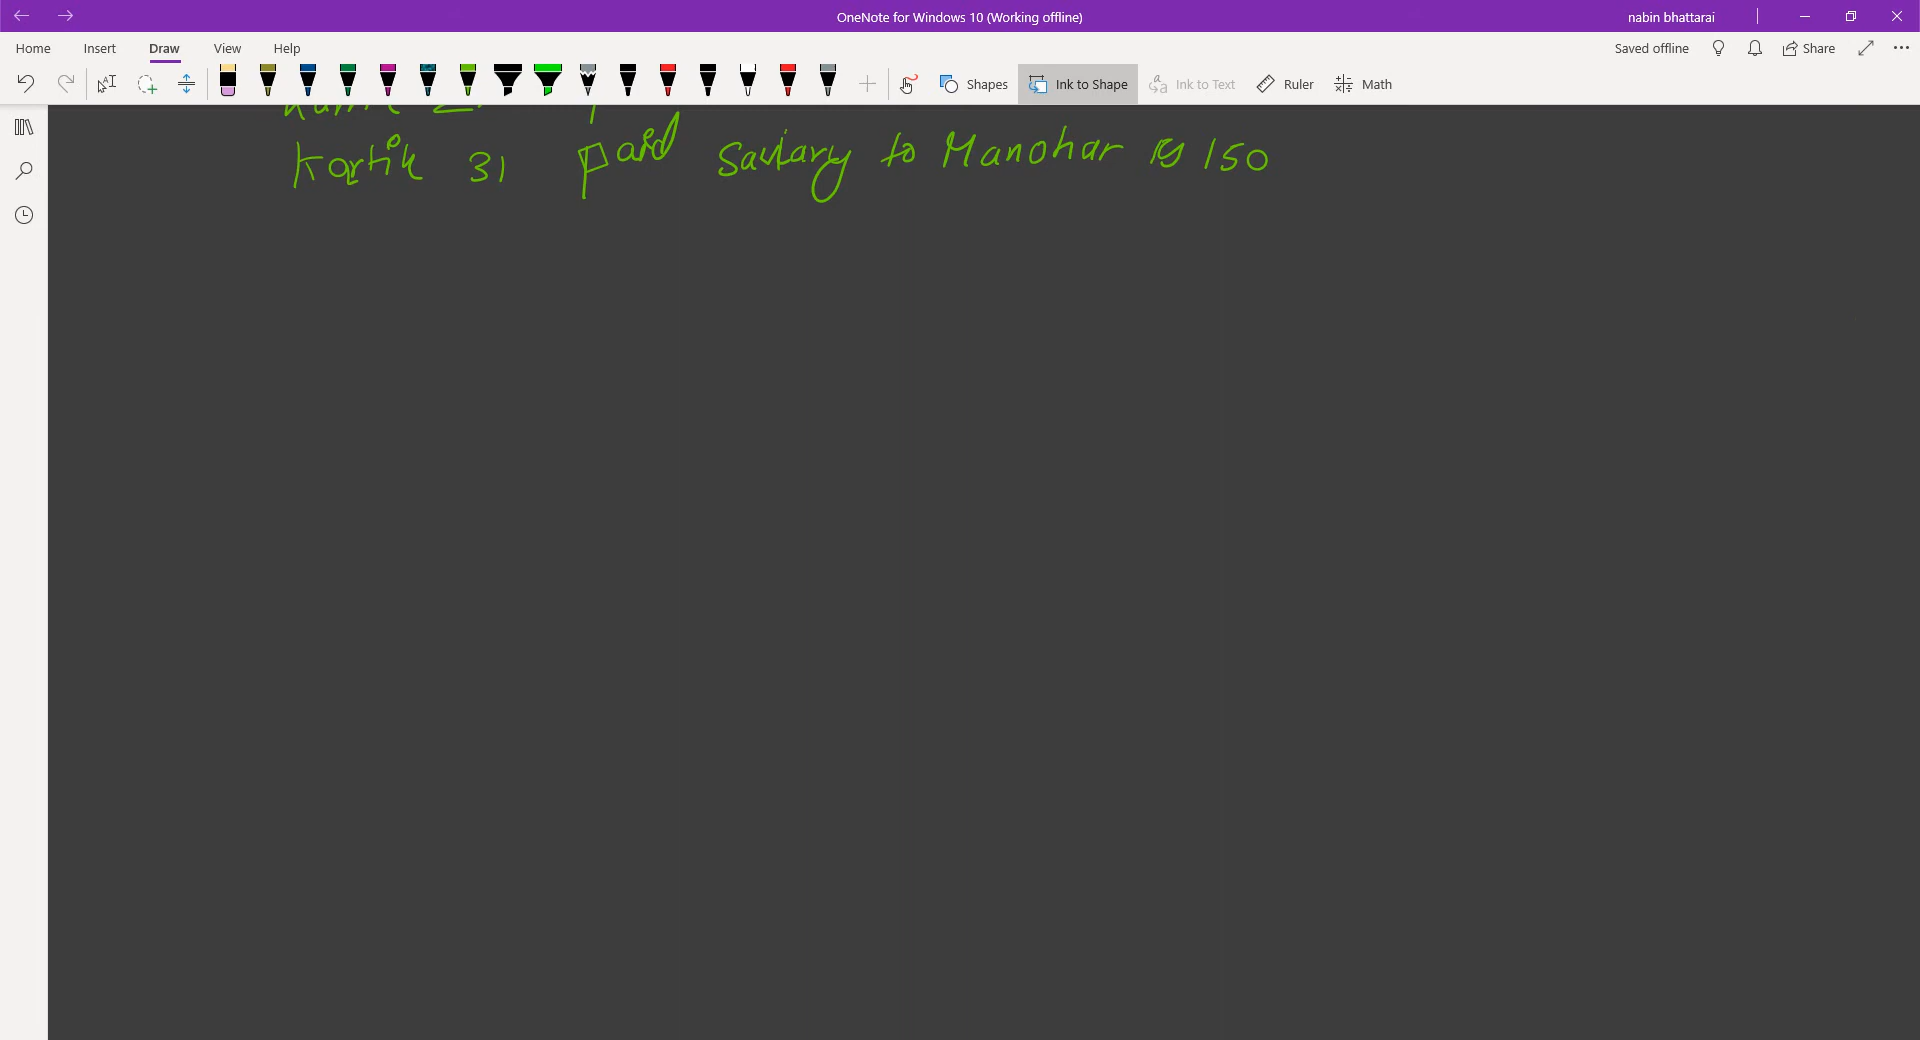 OneNote for Windows 10 (Working offline)
nabin bhattarai
Home Insert Draw View Help
Saved offline
Share
Shapes
Ink to Shape
Ink to Text
Ruler
Math
Kartik 31 paid Savlary to Manohar Rs 150